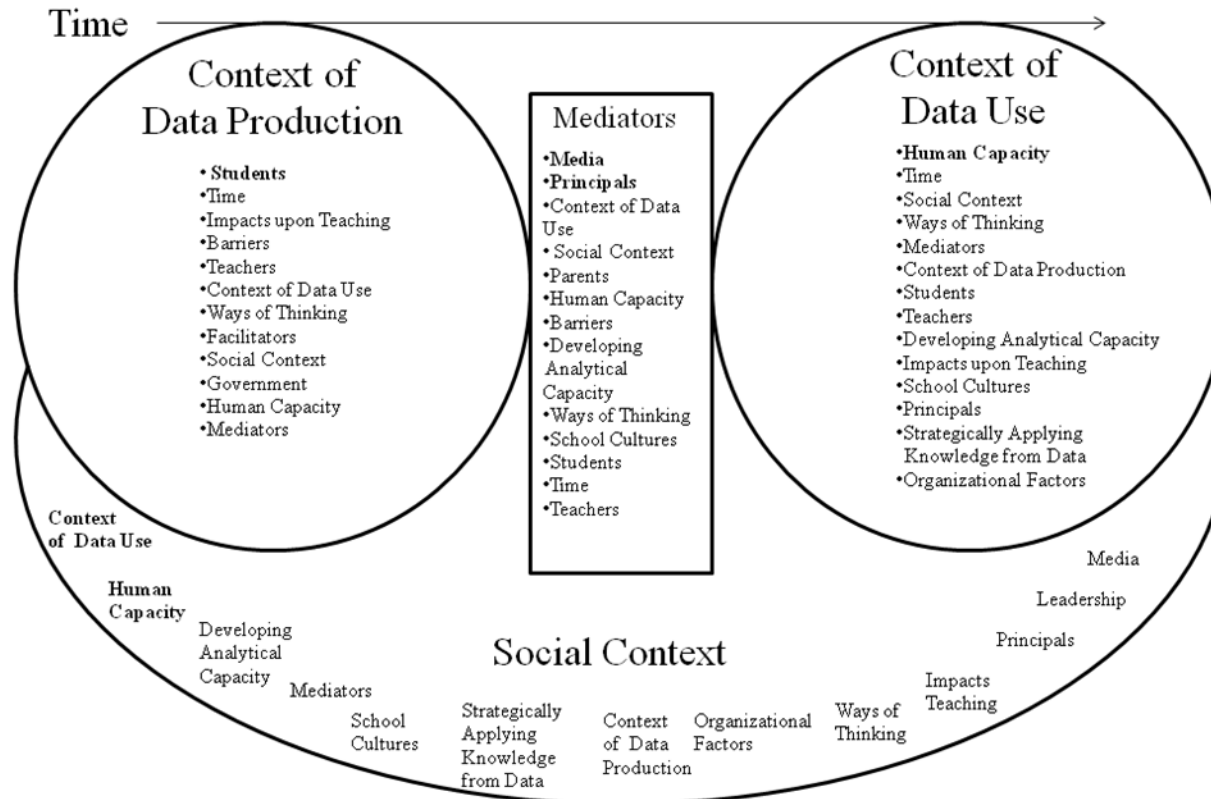 Time
Context of
Data Production
• Students
•Time
•Impacts upon Teaching
•Barriers
•Teachers
•Context of Data Use
•Ways of Thinking
•Facilitators
•Social Context
•Government
•Human Capacity
•Mediators
Mediators
•Media
•Principals
•Context of Data
Use
• Social Context
•Parents
•Human Capacity
•Barriers
•Developing
Analytical
Capacity
•Ways of Thinking
•School Cultures
•Students
•Time
•Teachers
Context of
Data Use
•Human Capacity
•Time
•Social Context
•Ways of Thinking
•Mediators
•Context of Data Production
•Students
•Teachers
•Developing Analytical Capacity
•Impacts upon Teaching
•School Cultures
•Principals
•Strategically Applying
Knowledge from Data
•Organizational Factors
Social Context
Context
of Data Use
Human
Capacity
Developing
Analytical
Capacity
Mediators
School
Cultures
Strategically
Applying
Knowledge
from Data
Context
of Data
Production
Organizational
Factors
Ways of
Thinking
Impacts
Teaching
Principals
Leadership
Media